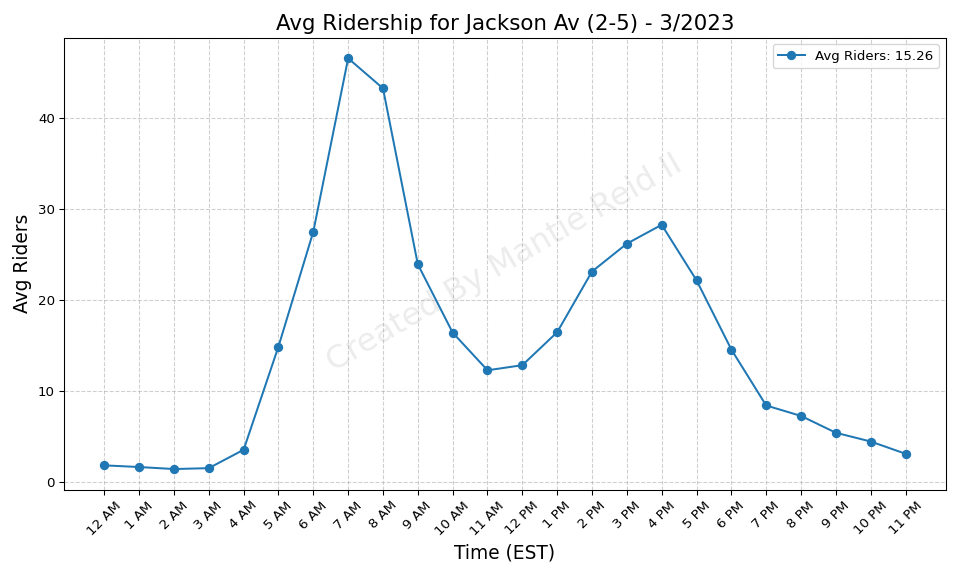 Avg Ridership for Jackson Av (2-5) - 3/2023
Avg Riders: 15.26
Avg Riders
40
30
20
10
0
Created By Mantle Reid II
12 AM
1 AM
2 AM
3 AM
4 AM
5 AM
6 AM
7 AM
8 AM
9 AM
10 AM
11 AM
12 PM
1 PM
2 PM
3 PM
4 PM
5 PM
6 PM
7 PM
8 PM
9 PM
10 PM
11 PM
Time (EST)